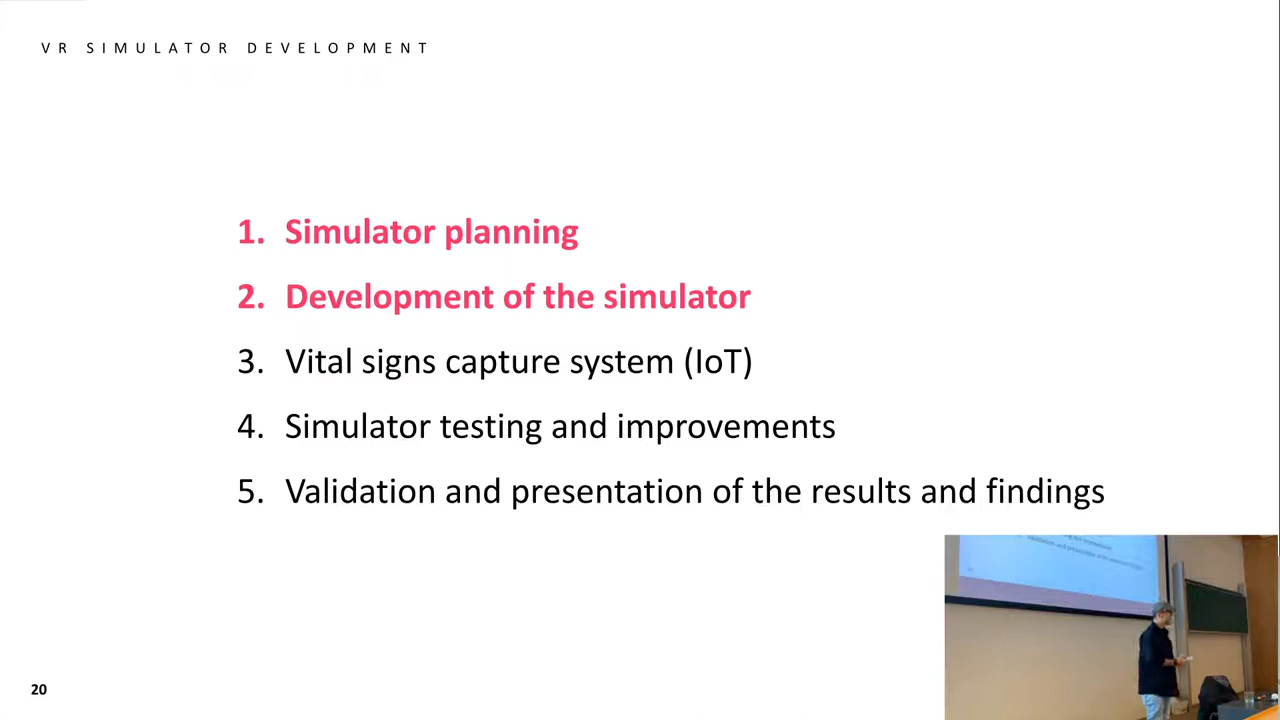 VR SIMULATOR DEVELOPMENT
1. Simulator planning
2. Development of the simulator
3. Vital signs capture system (IoT)
4. Simulator testing and improvements
5. Validation and presentation of the results and findings
20